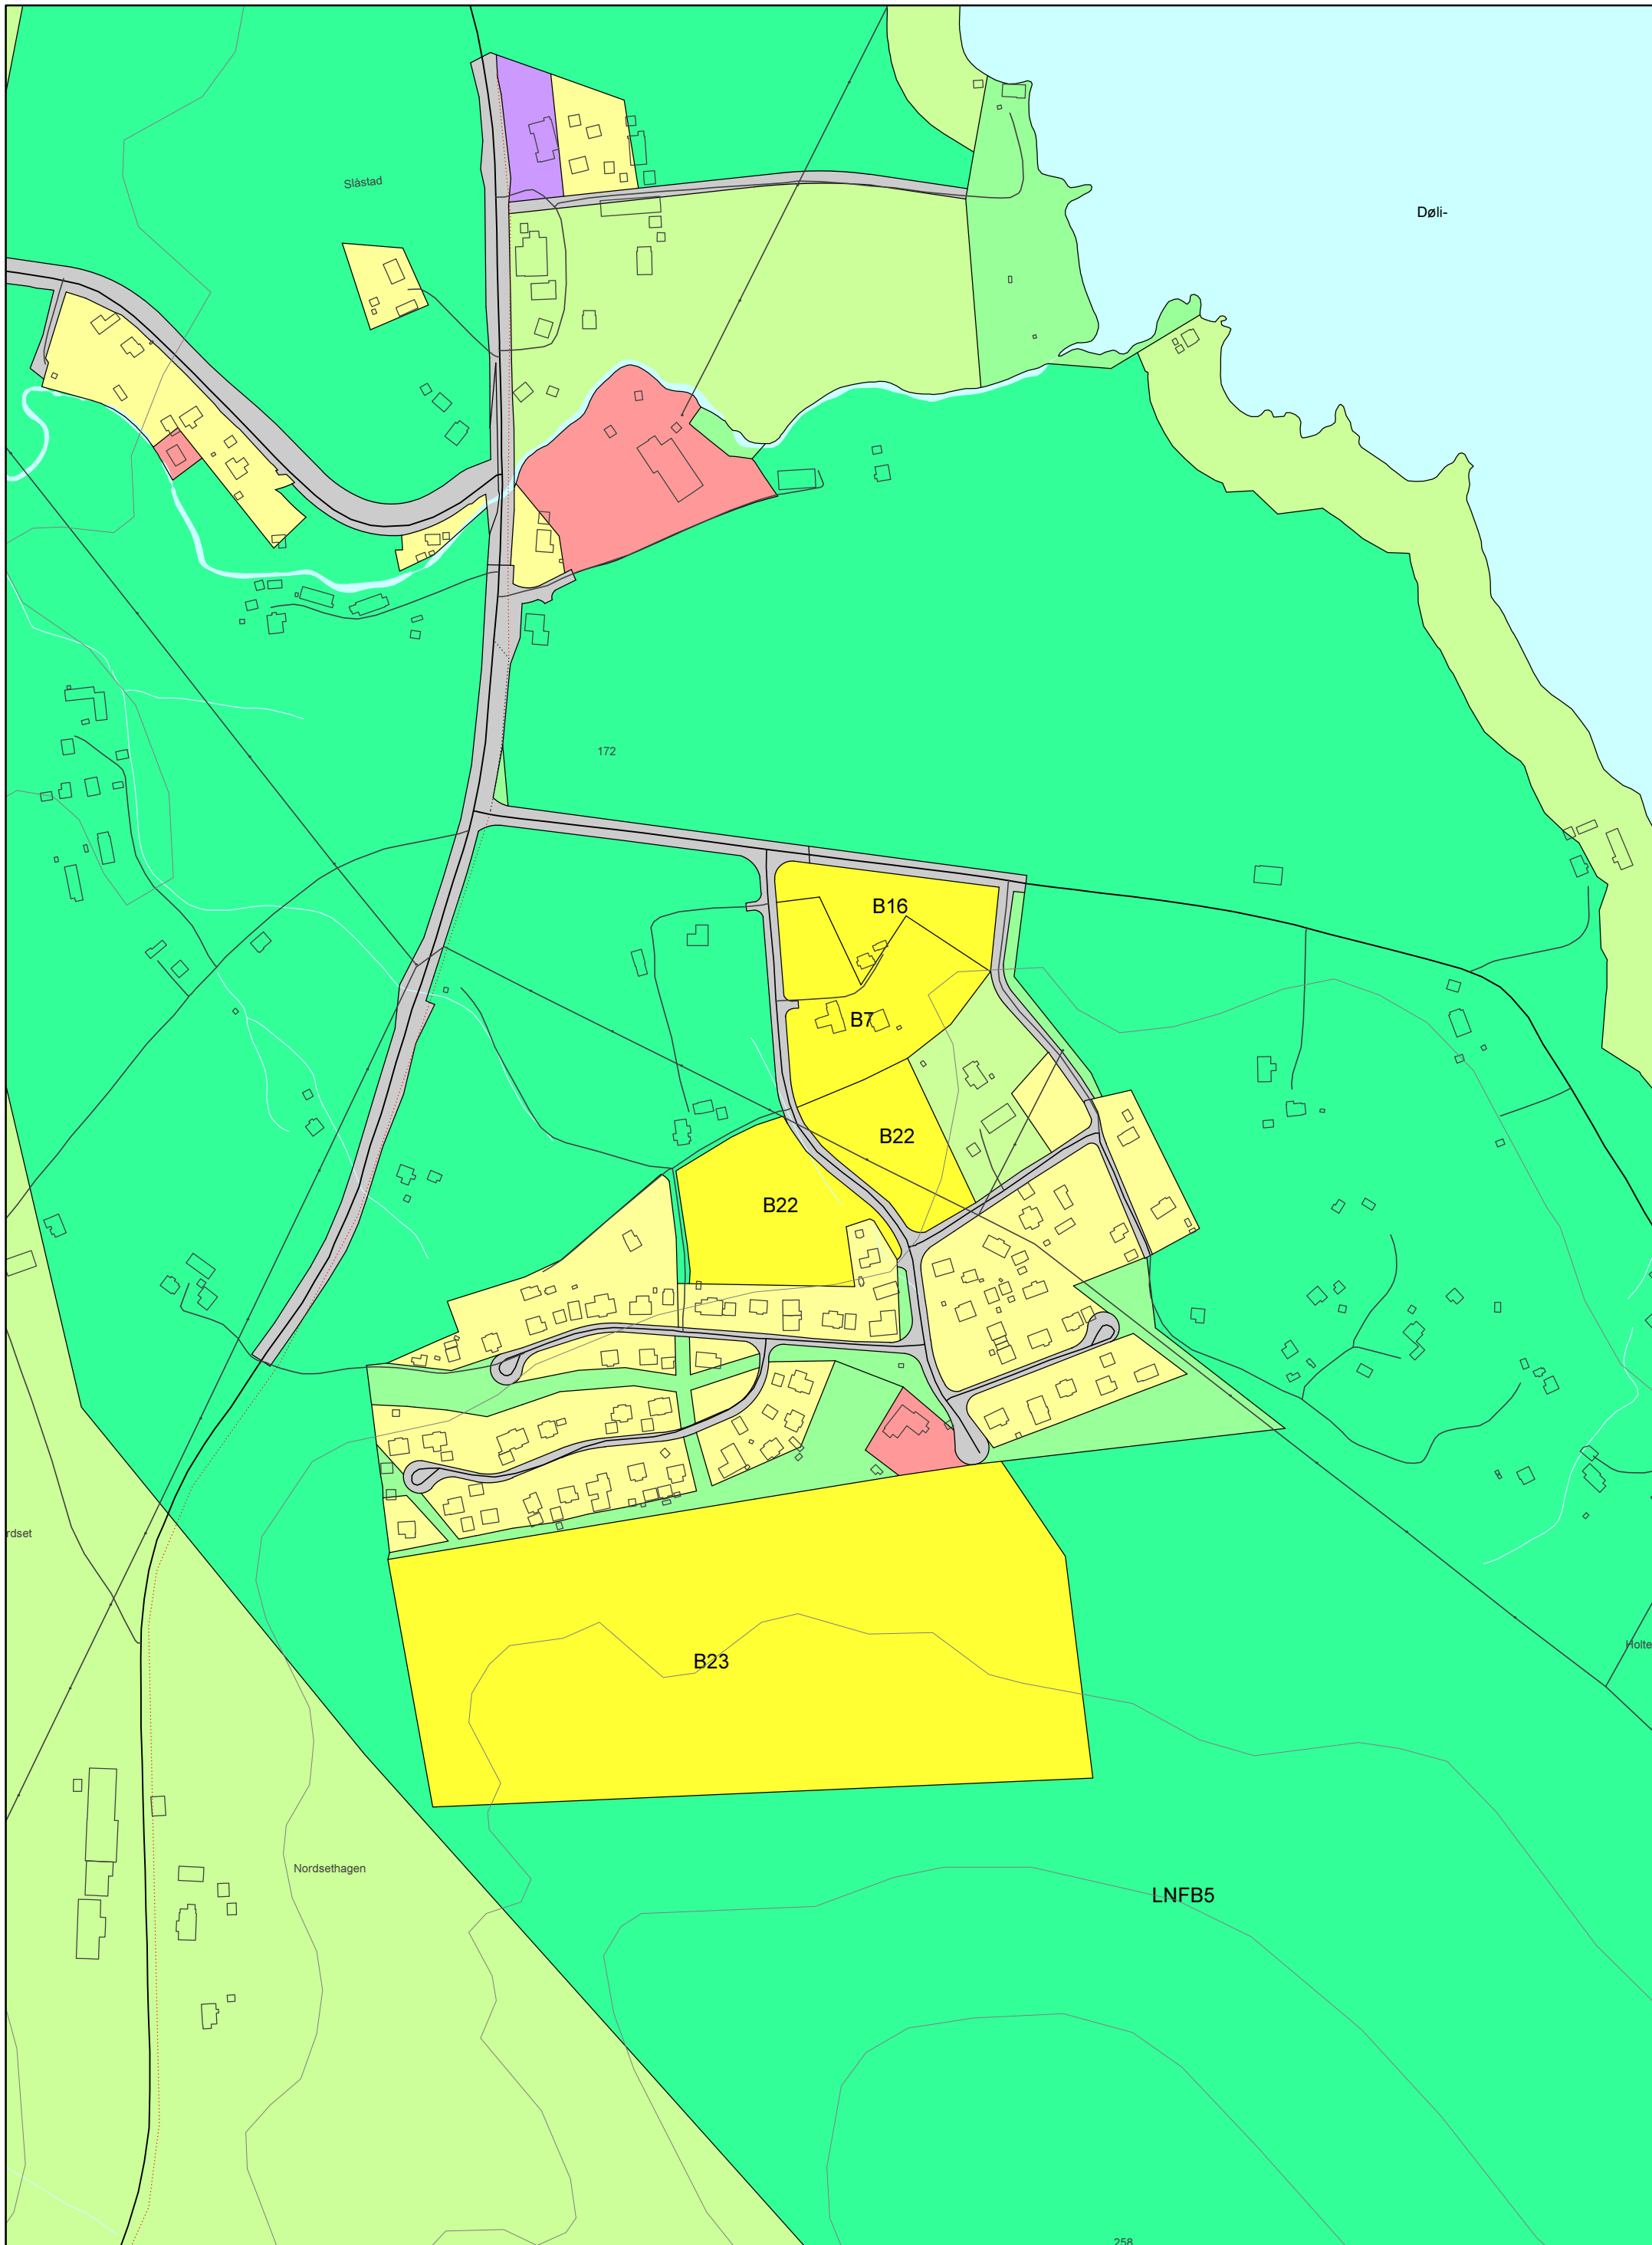 Slåstad
Døli-
172
B16
B7
B22
B22
rdset
Holte
B23
Nordsethagen
LNFB5
258